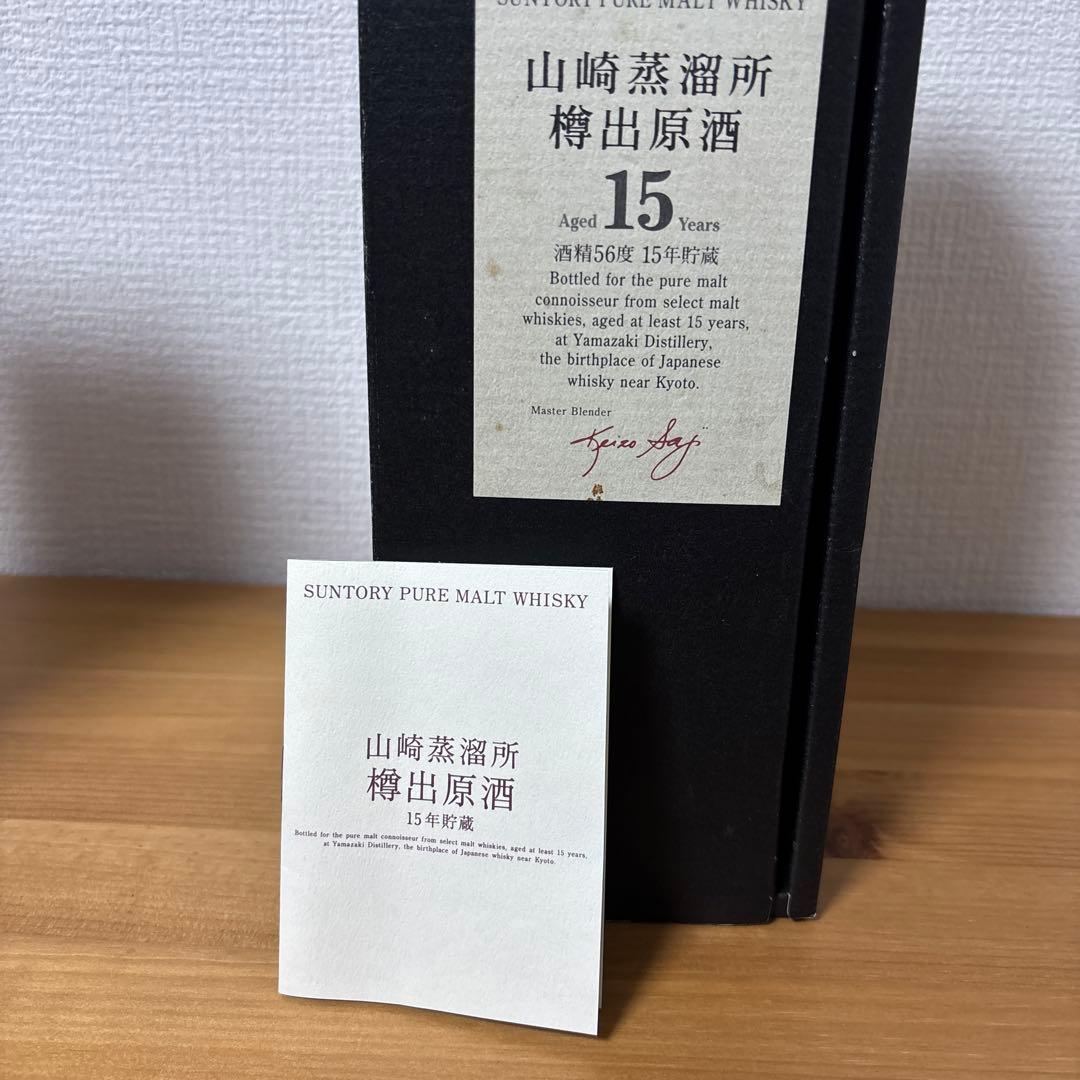 SUNTORY PURE MALT WHISKY
山崎蒸溜所
樽出原酒
Aged 15 Years
酒精56度 15年貯蔵
Bottled for the pure malt
connoisseur from select malt
whiskies, aged at least 15 years,
at Yamazaki Distillery,
the birthplace of Japanese
whisky near Kyoto.
Master Blender
Keizo Saji
SUNTORY PURE MALT WHISKY
山崎蒸溜所
樽出原酒
15年貯蔵
Bottled for the pure malt connoisseur from select malt whiskies, aged at least 15 years,
at Yamazaki Distillery, the birthplace of Japanese whisky near Kyoto.